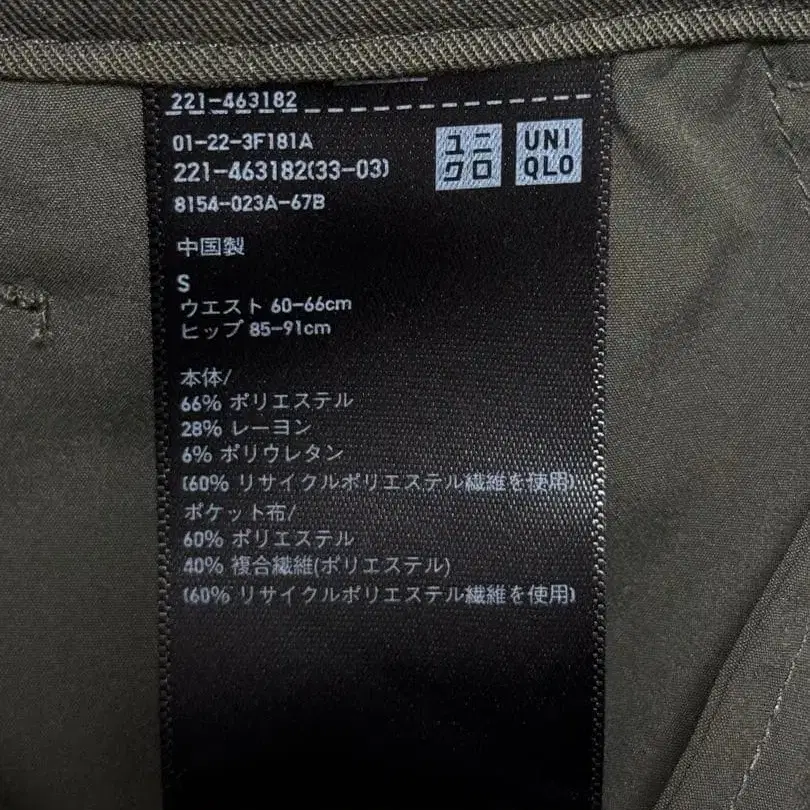 221-463182
01-22-3F181A
221-463182(33-03)
8154-023A-67B
ユニ
クロ
UNI
QLO
中国製
S
ウエスト 60-66cm
ヒップ 85-91cm
本体/
66% ポリエステル
28% レーヨン
6% ポリウレタン
(60% リサイクルポリエステル繊維を使用)
ポケット布/
60% ポリエステル
40% 複合繊維(ポリエステル)
(60% リサイクルポリエステル繊維を使用)